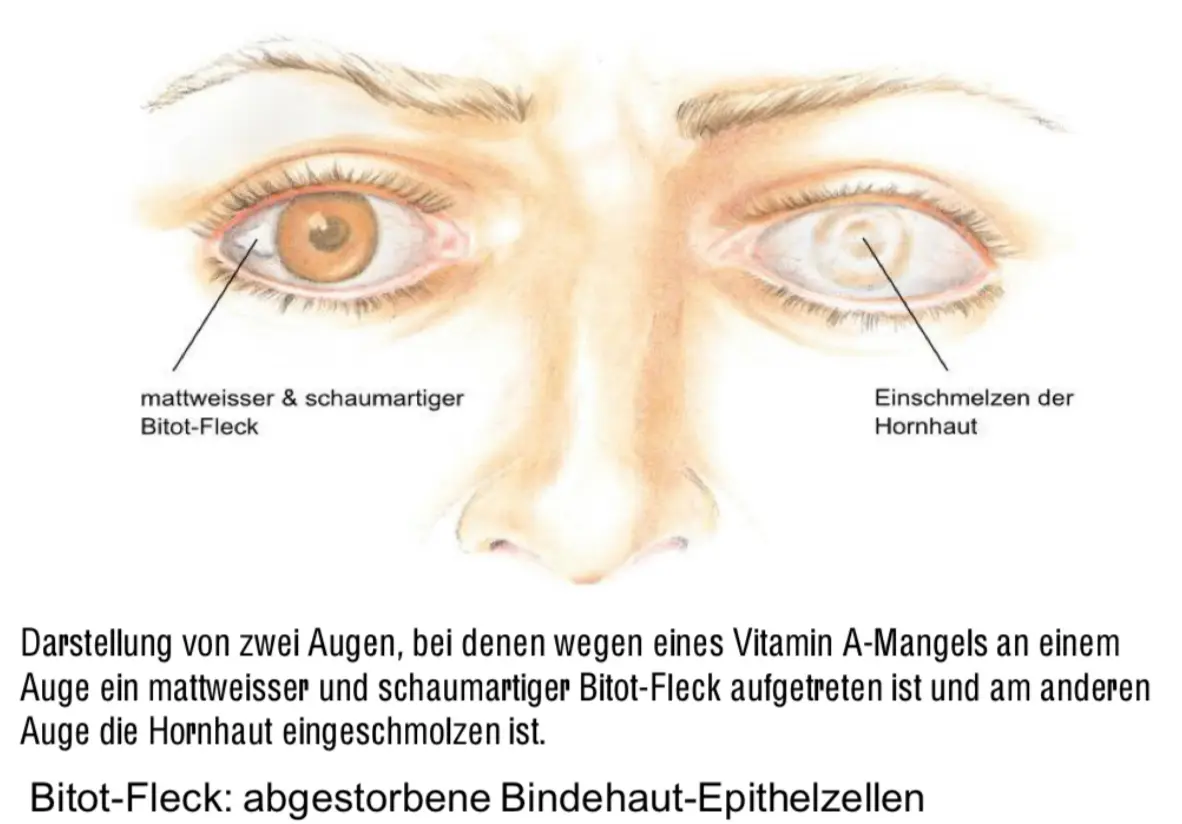 mattweisser & schaumartiger
Bitot-Fleck
Einschmelzen der
Hornhaut
Darstellung von zwei Augen, bei denen wegen eines Vitamin A-Mangels an einem
Auge ein mattweisser und schaumartiger Bitot-Fleck aufgetreten ist und am anderen
Auge die Hornhaut eingeschmolzen ist.
Bitot-Fleck: abgestorbene Bindehaut-Epithelzellen